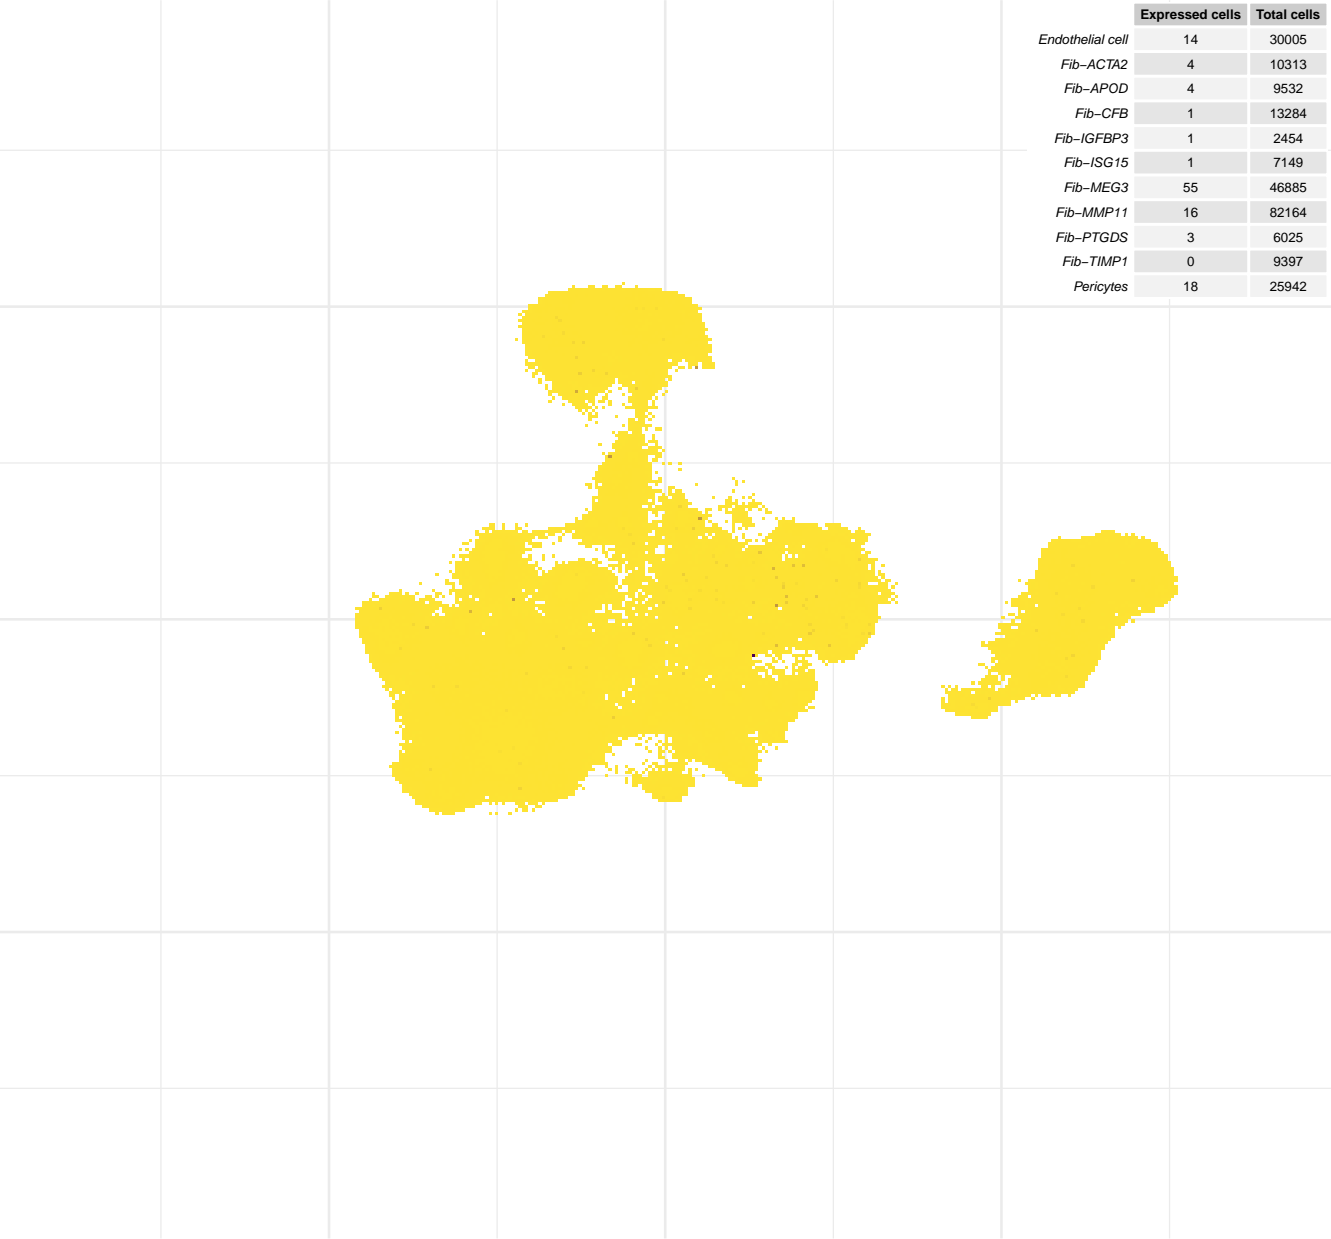 Expressed cells Total cells
Endothelial cell 14 30005
Fib−ACTA2 4 10313
Fib−APOD 4 9532
Fib−CFB 1 13284
Fib−IGFBP3 1 2454
Fib−ISG15 1 7149
Fib−MEG3 55 46885
Fib−MMP11 16 82164
Fib−PTGDS 3 6025
Fib−TIMP1 0 9397
Pericytes 18 25942